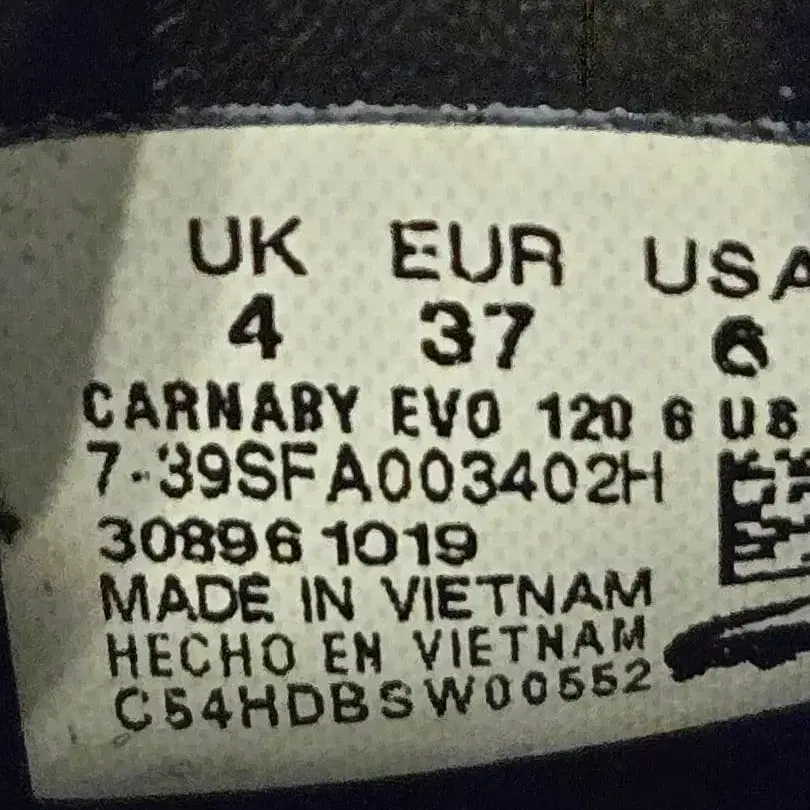 UK EUR USA
4 37 6
CARNABY EVO 120 6 US
7-39SFA003402H
30896 1019
MADE IN VIETNAM
HECHO EN VIETNAM
C54HDBSW00552